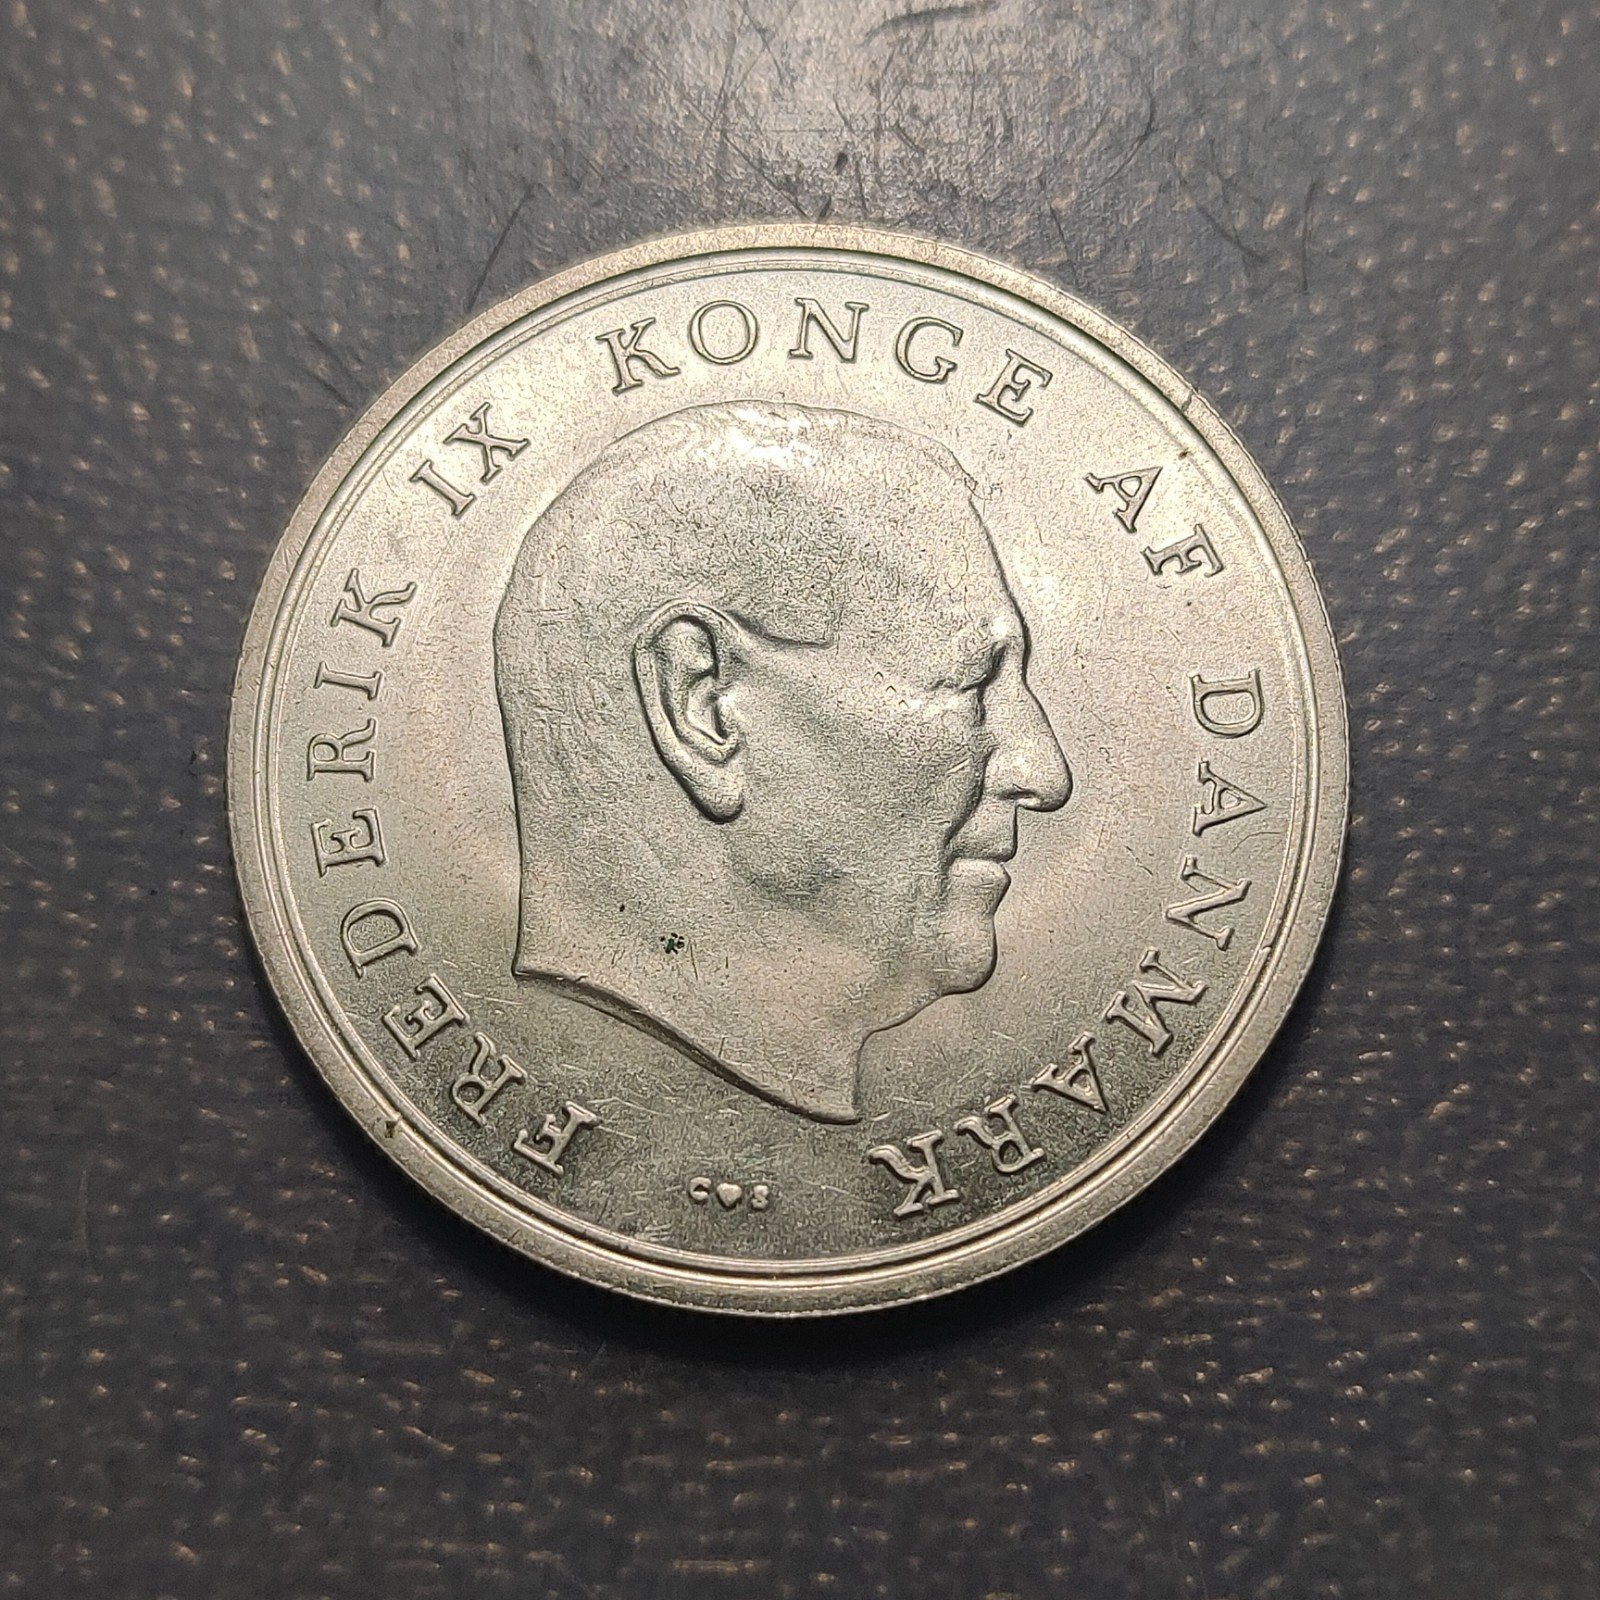 FREDERIK IX KONGE AF DANMARK
C♥S